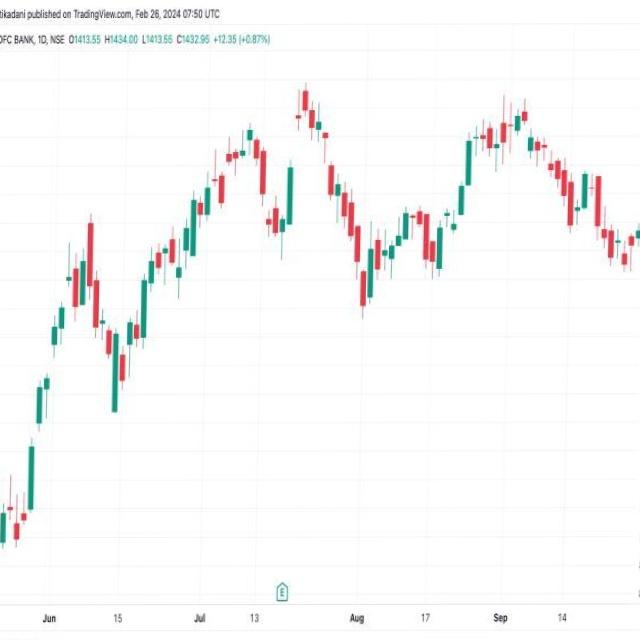 tikadani published on TradingView.com, Feb 26, 2024 07:50 UTC
DFC BANK, 1D, NSE O1413.55 H1434.00 L1413.55 C1432.95 +12.35 (+0.87%)
E
Jun 15 Jul 13 Aug 17 Sep 14